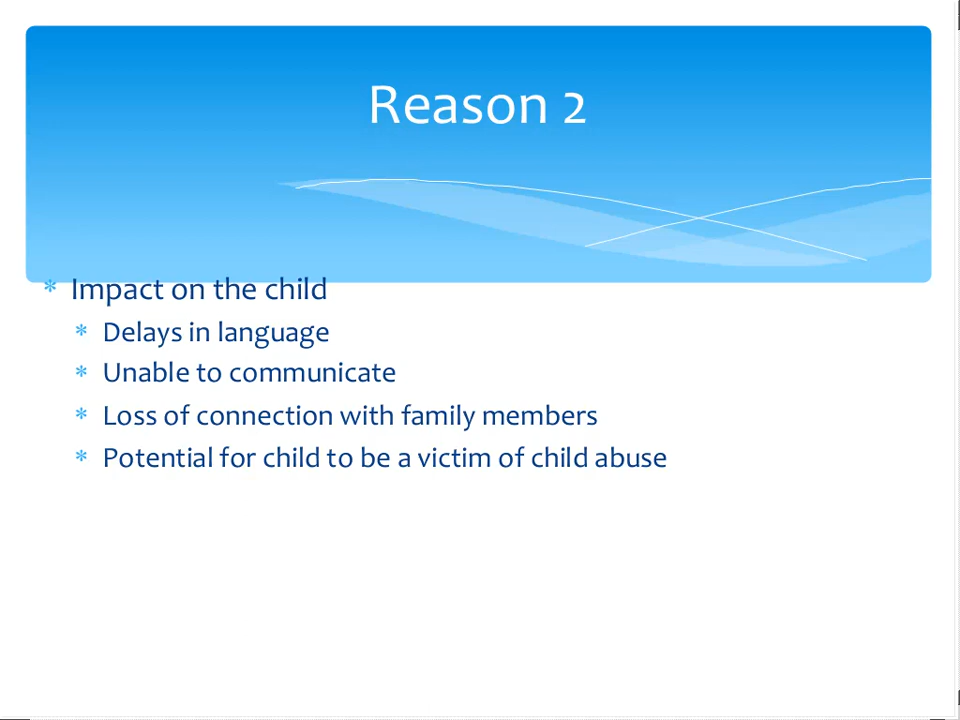 Reason 2
* Impact on the child
* Delays in language
* Unable to communicate
* Loss of connection with family members
* Potential for child to be a victim of child abuse